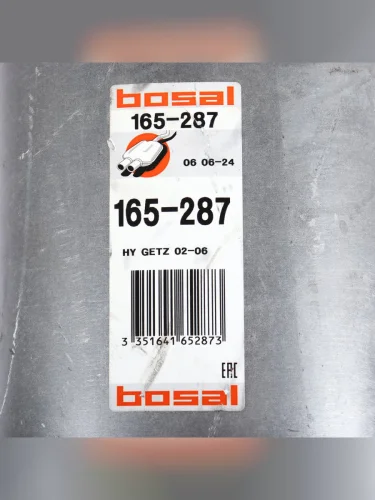 bosal
165-287
06 06-24
165-287
HY GETZ 02-06
3 351641 652873
EAC
bosal